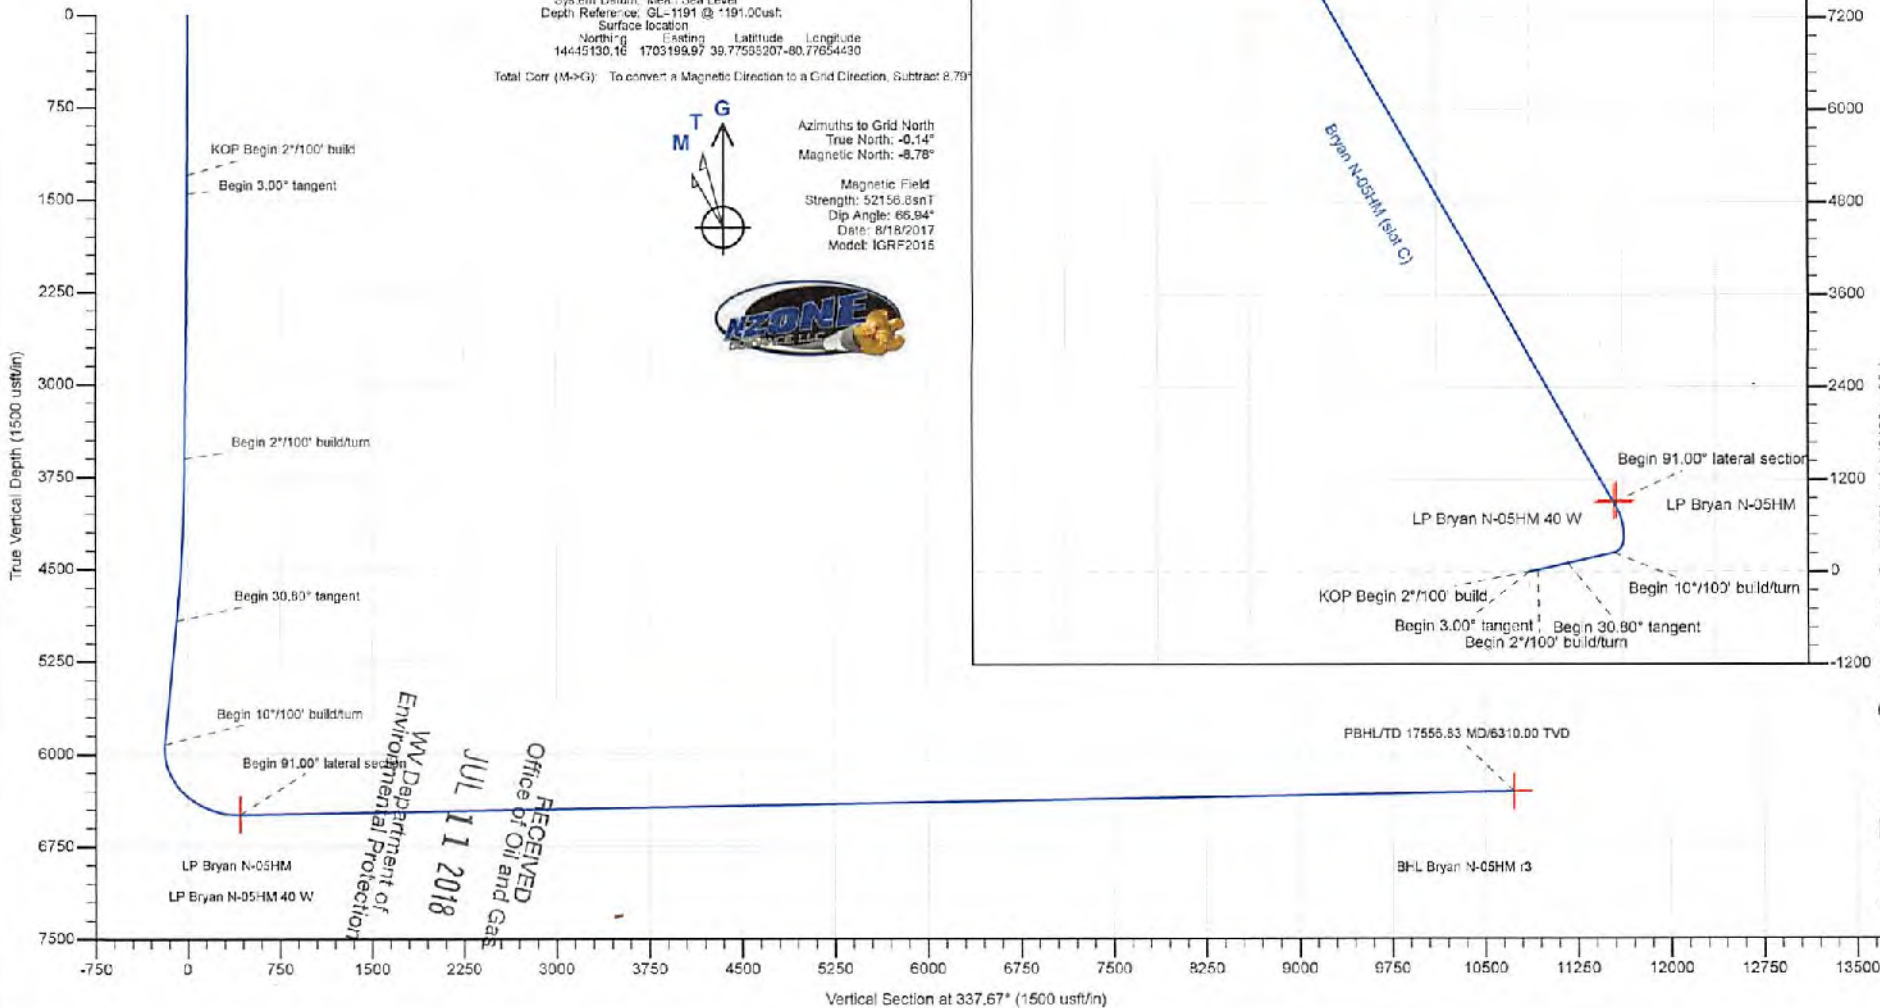 System Datum: Mean Sea Level
Depth Reference: GL=1191 @ 1191.00usft
Surface location
Northing Easting Latitude Longitude
14445130.16 1703199.97 39.77563207-80.77654430
Total Corr (M->G): To convert a Magnetic Direction to a Grid Direction, Subtract 8.79°
M T G
Azimuths to Grid North
True North: -0.14°
Magnetic North: -8.78°
Magnetic Field
Strength: 52156.8snT
Dip Angle: 66.94°
Date: 8/18/2017
Model: IGRF2015
NZONE
GUIDANCE LLC
True Vertical Depth (1500 usft/in)
0
750
1500
2250
3000
3750
4500
5250
6000
6750
7500
KOP Begin 2°/100' build
Begin 3.00° tangent
Begin 2°/100' build/turn
Begin 30.80° tangent
Begin 10°/100' build/turn
Begin 91.00° lateral section
LP Bryan N-05HM
LP Bryan N-05HM 40 W
RECEIVED
Office of Oil and Gas
JUL 11 2018
WV Department of
Environmental Protection
PBHL/TD 17556.83 MD/6310.00 TVD
BHL Bryan N-05HM r3
-750 0 750 1500 2250 3000 3750 4500 5250 6000 6750 7500 8250 9000 9750 10500 11250 12000 12750 13500
Vertical Section at 337.67° (1500 usft/in)
Bryan N-05HM (slot C)
Begin 91.00° lateral section
LP Bryan N-05HM
LP Bryan N-05HM 40 W
Begin 10°/100' build/turn
KOP Begin 2°/100' build
Begin 3.00° tangent
Begin 30.80° tangent
Begin 2°/100' build/turn
7200
6000
4800
3600
2400
1200
0
-1200